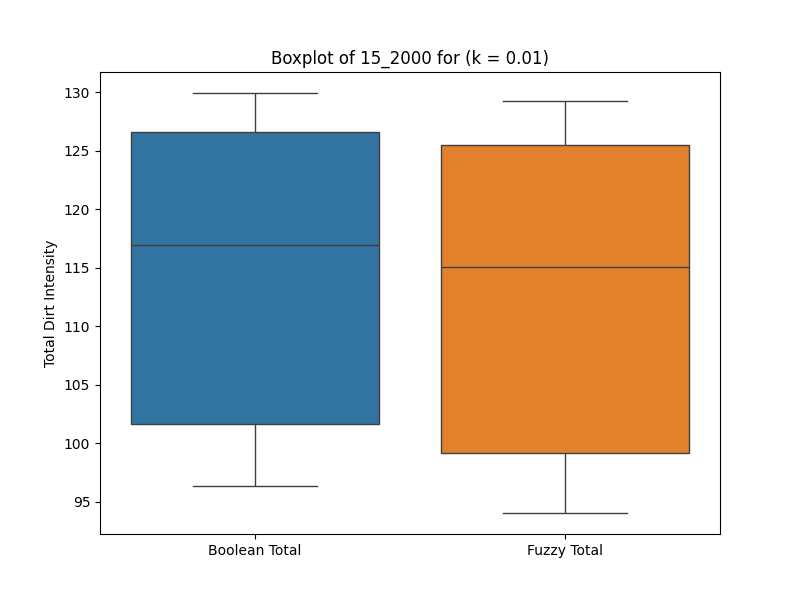 Boxplot of 15_2000 for (k = 0.01)
130
125
120
115
110
105
100
95
Total Dirt Intensity
Boolean Total
Fuzzy Total